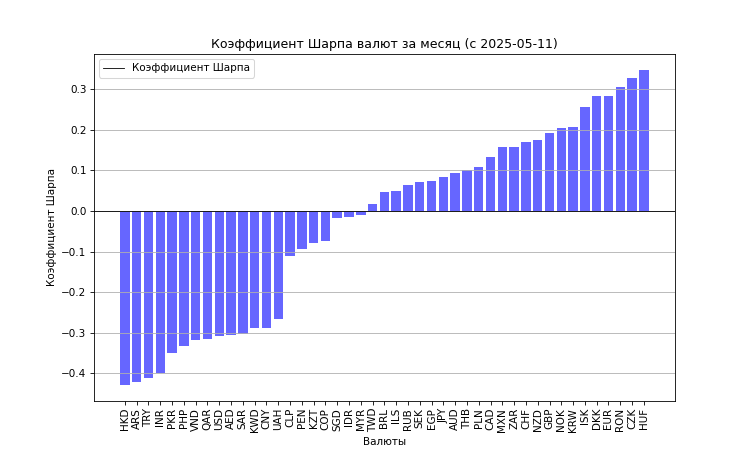 Коэффициент Шарпа валют за месяц (с 2025-05-11)
Коэффициент Шарпа
Коэффициент Шарпа
0.3
0.2
0.1
0.0
−0.1
−0.2
−0.3
−0.4
HKD
ARS
TRY
INR
PKR
PHP
VND
QAR
USD
AED
SAR
KWD
CNY
UAH
CLP
PEN
KZT
COP
SGD
IDR
MYR
TWD
BRL
ILS
RUB
SEK
EGP
JPY
AUD
THB
PLN
CAD
MXN
ZAR
CHF
NZD
GBP
NOK
KRW
ISK
DKK
EUR
RON
CZK
HUF
Валюты